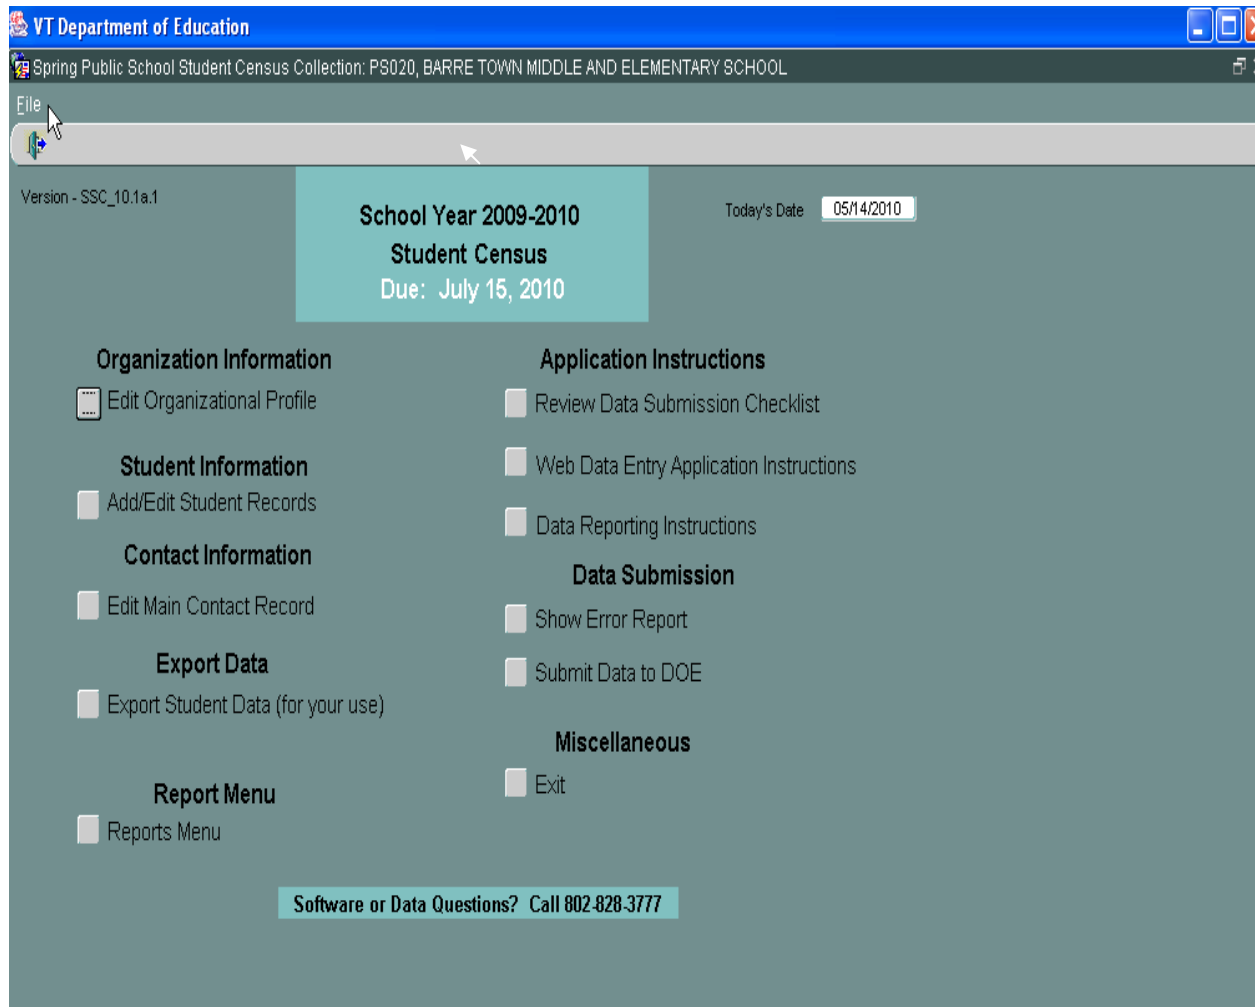 VT Department of Education
Spring Public School Student Census Collection: PS020, BARRE TOWN MIDDLE AND ELEMENTARY SCHOOL
File
Version - SSC_10.1a.1
School Year 2009-2010
Student Census
Due: July 15, 2010
Today's Date 05/14/2010
Organization Information
Edit Organizational Profile
Student Information
Add/Edit Student Records
Contact Information
Edit Main Contact Record
Export Data
Export Student Data (for your use)
Report Menu
Reports Menu
Application Instructions
Review Data Submission Checklist
Web Data Entry Application Instructions
Data Reporting Instructions
Data Submission
Show Error Report
Submit Data to DOE
Miscellaneous
Exit
Software or Data Questions? Call 802-828-3777